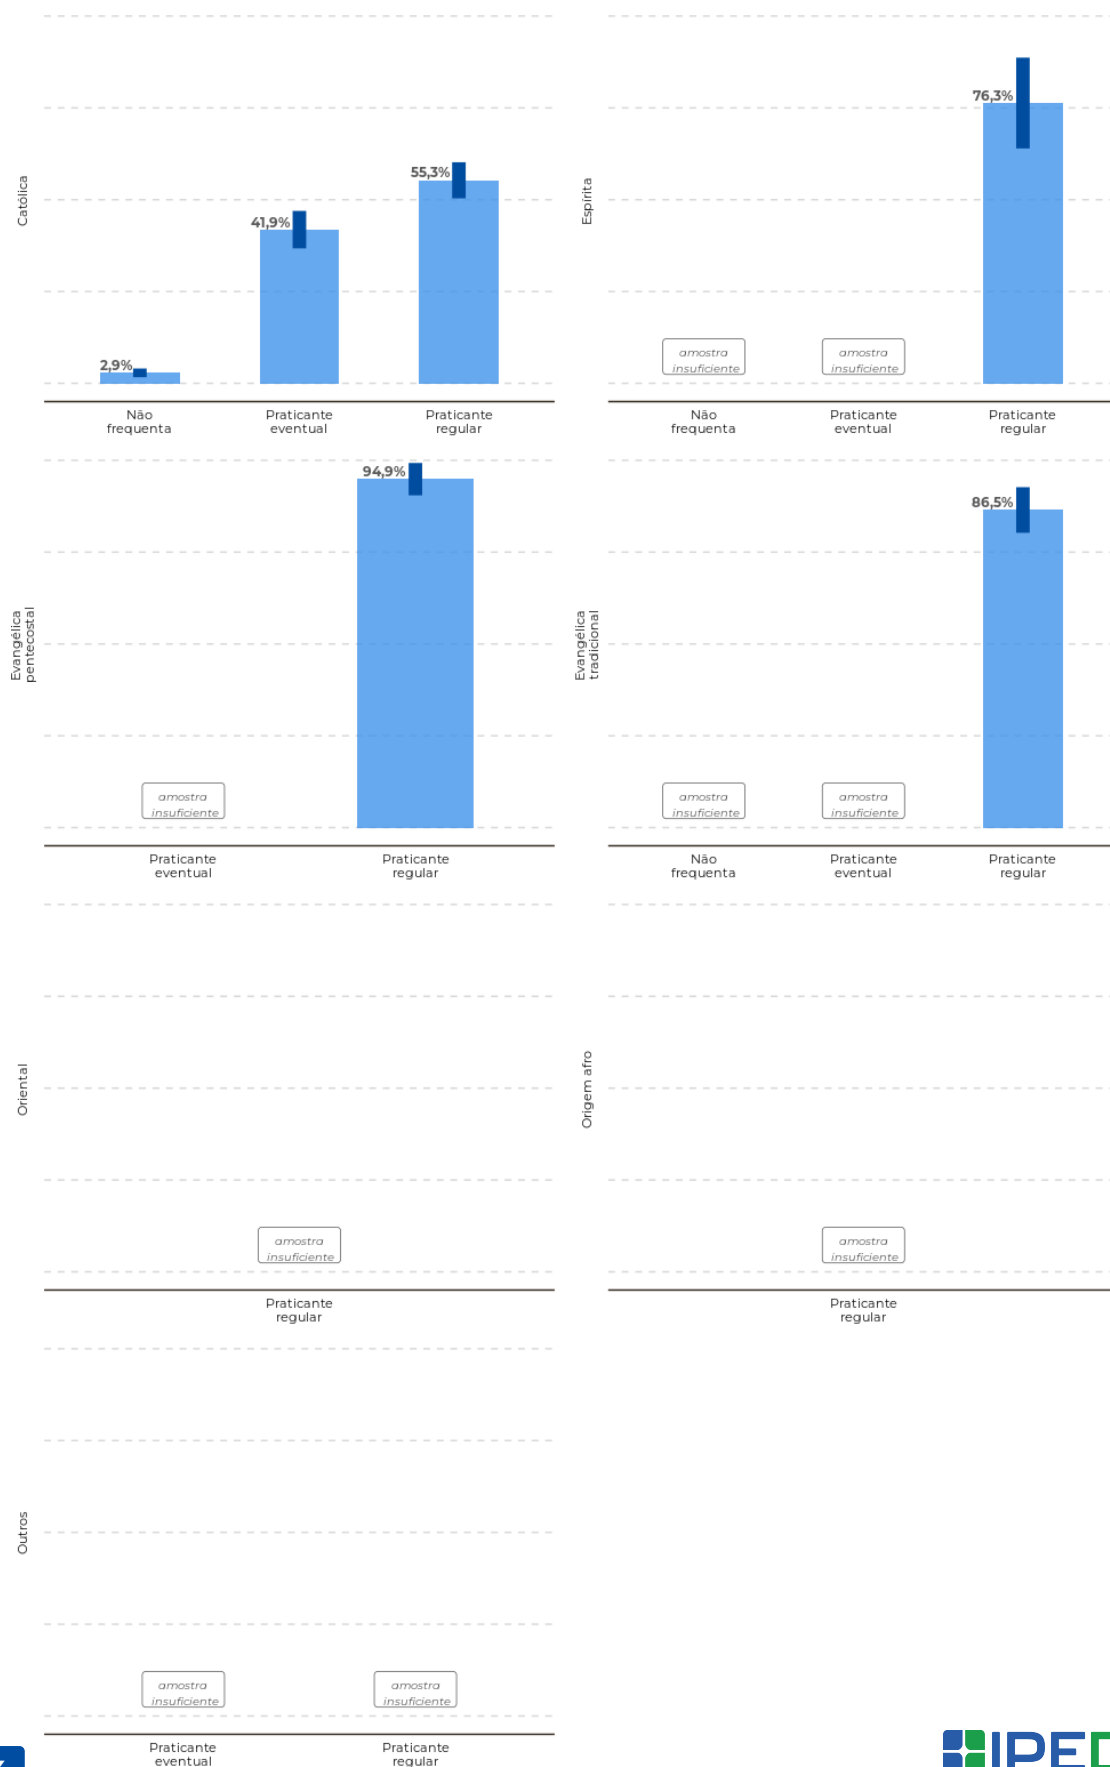 Católica
2,9%
41,9%
55,3%
Não
frequenta
Praticante
eventual
Praticante
regular
Espírita
amostra
insuficiente
amostra
insuficiente
76,3%
Não
frequenta
Praticante
eventual
Praticante
regular
Evangélica
pentecostal
amostra
insuficiente
94,9%
Praticante
eventual
Praticante
regular
Evangélica
tradicional
amostra
insuficiente
amostra
insuficiente
86,5%
Não
frequenta
Praticante
eventual
Praticante
regular
Oriental
amostra
insuficiente
Praticante
regular
Origem afro
amostra
insuficiente
Praticante
regular
Outros
amostra
insuficiente
amostra
insuficiente
Praticante
eventual
Praticante
regular